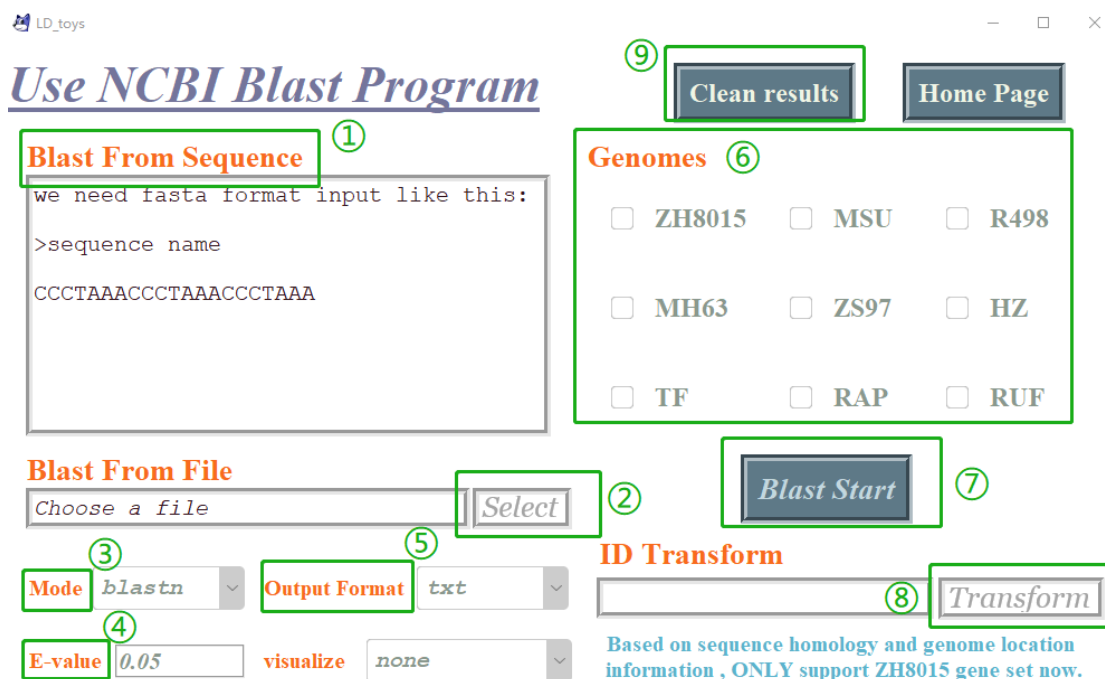 LD_toys
Use NCBI Blast Program
⑨
Clean results
Home Page
①
Blast From Sequence
we need fasta format input like this:
>sequence name
CCCTAAACCCTAAACCCTAAA
Genomes ⑥
ZH8015 MSU R498
MH63 ZS97 HZ
TF RAP RUF
Blast From File
Choose a file
Select
②
Blast Start
⑦
③
Mode blastn
⑤
Output Format txt
④
E-value 0.05
visualize none
ID Transform
⑧
Transform
Based on sequence homology and genome location
information , ONLY support ZH8015 gene set now.